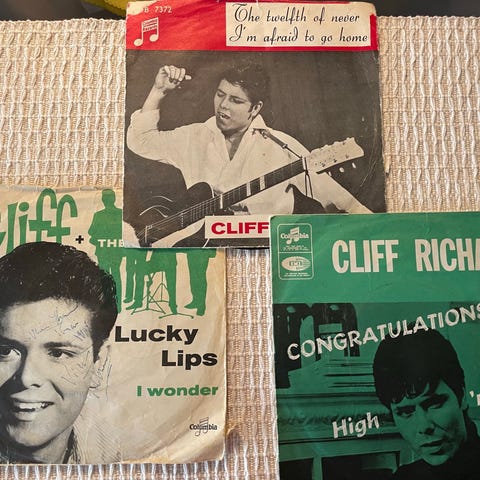 B 7372
The twelfth of never
I'm afraid to go home
CLIFF
Columbia
CLIFF RICHA
CONGRATULATIONS
High 'n
cliff
+ THE
Lucky
Lips
I wonder
Columbia